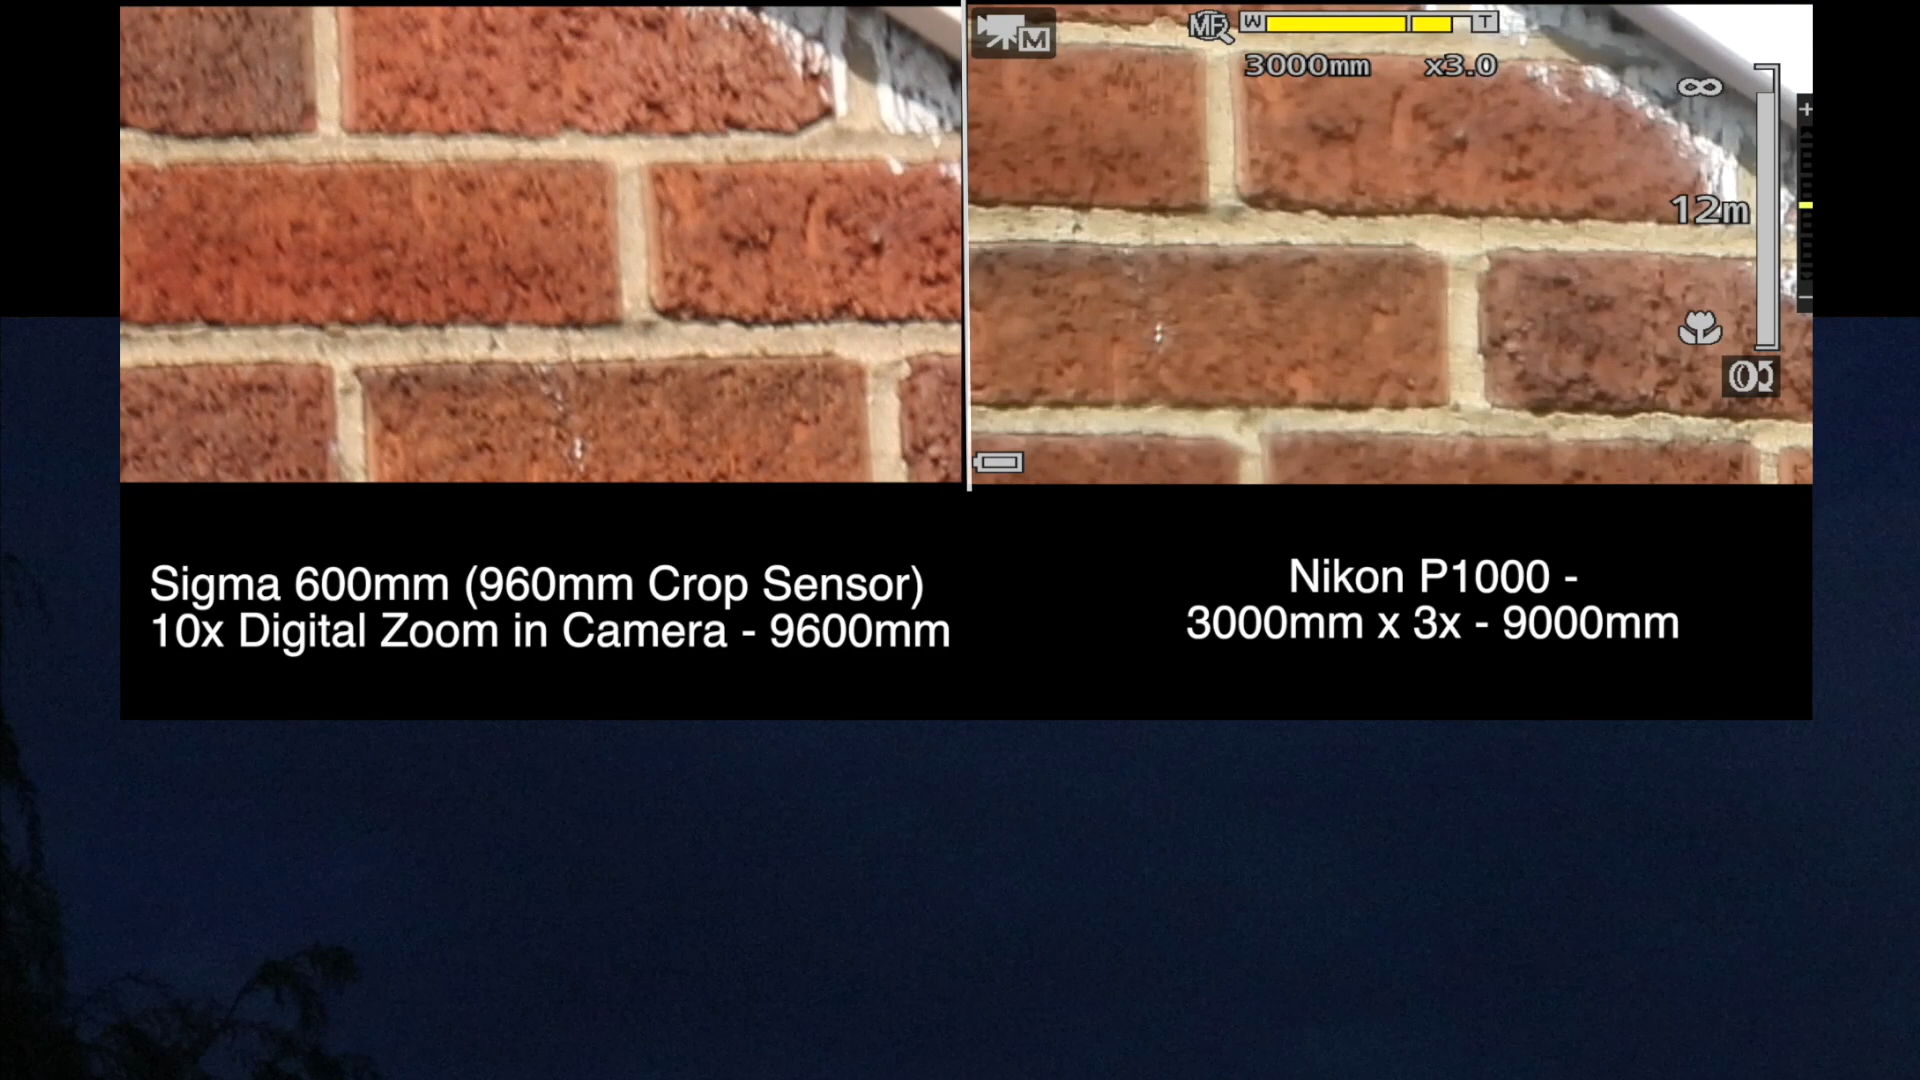 M
MF
W T
3000mm x3.0
∞
12m
Sigma 600mm (960mm Crop Sensor)
10x Digital Zoom in Camera - 9600mm
Nikon P1000 -
3000mm x 3x - 9000mm